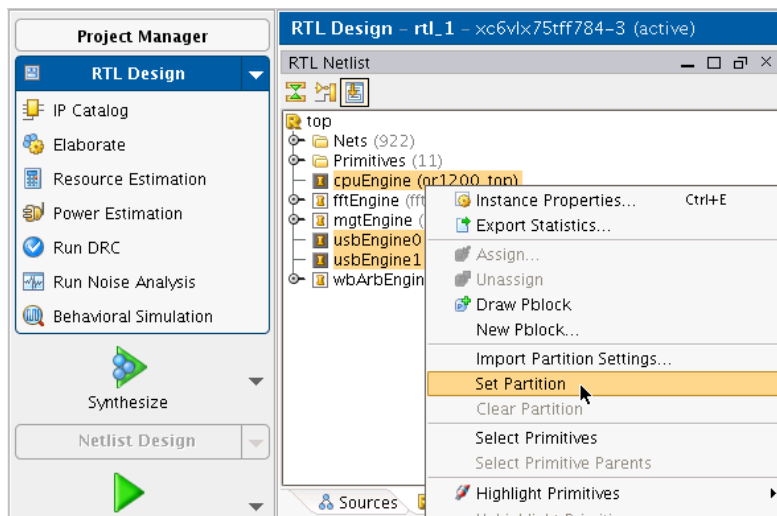 Project Manager
RTL Design
IP Catalog
Elaborate
Resource Estimation
Power Estimation
Run DRC
Run Noise Analysis
Behavioral Simulation
Synthesize
Netlist Design
RTL Design - rtl_1 - xc6vlx75tff784-3 (active)
RTL Netlist
top
Nets (922)
Primitives (11)
cpuEngine (or1200_top)
fftEngine (fft
mgtEngine (
usbEngine0
usbEngine1
wbArbEngin
Instance Properties... Ctrl+E
Export Statistics...
Assign...
Unassign
Draw Pblock
New Pblock...
Import Partition Settings...
Set Partition
Clear Partition
Select Primitives
Select Primitive Parents
Highlight Primitives
Sources